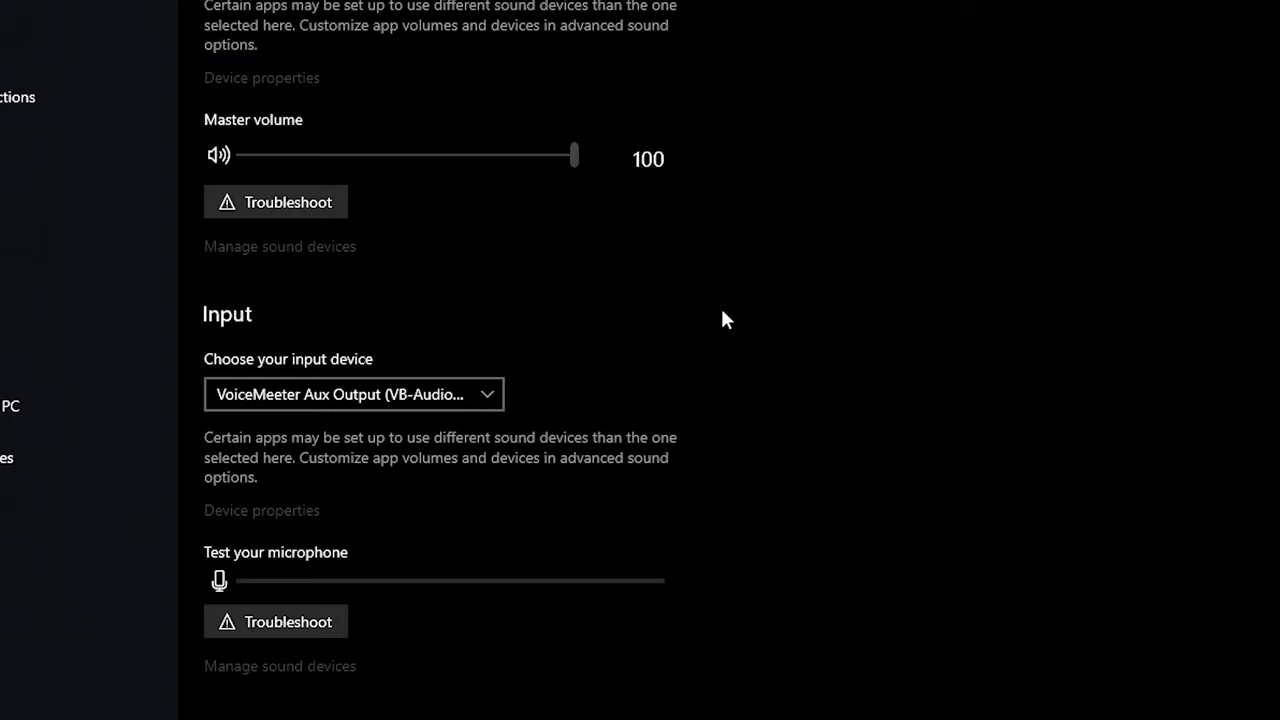 Certain apps may be set up to use different sound devices than the one
selected here. Customize app volumes and devices in advanced sound
options.
Device properties
ctions
Master volume
100
Troubleshoot
Manage sound devices
Input
Choose your input device
VoiceMeeter Aux Output (VB-Audio...
PC
Certain apps may be set up to use different sound devices than the one
es
selected here. Customize app volumes and devices in advanced sound
options.
Device properties
Test your microphone
Troubleshoot
Manage sound devices